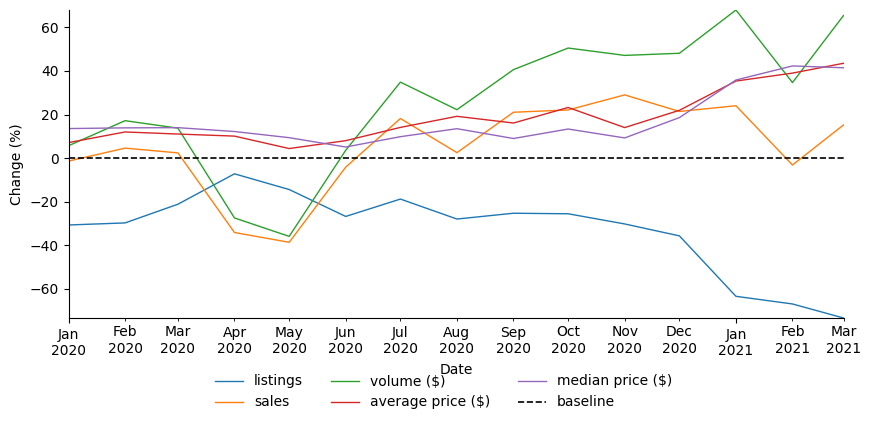 60
40
20
0
−20
−40
−60
Change (%)
Jan Feb Mar Apr May Jun Jul Aug Sep Oct Nov Dec Jan Feb Mar
2020 2020 2020 2020 2020 2020 2020 2020 2020 2020 2020 2020 2021 2021 2021
Date
listings volume ($) median price ($)
sales average price ($) baseline